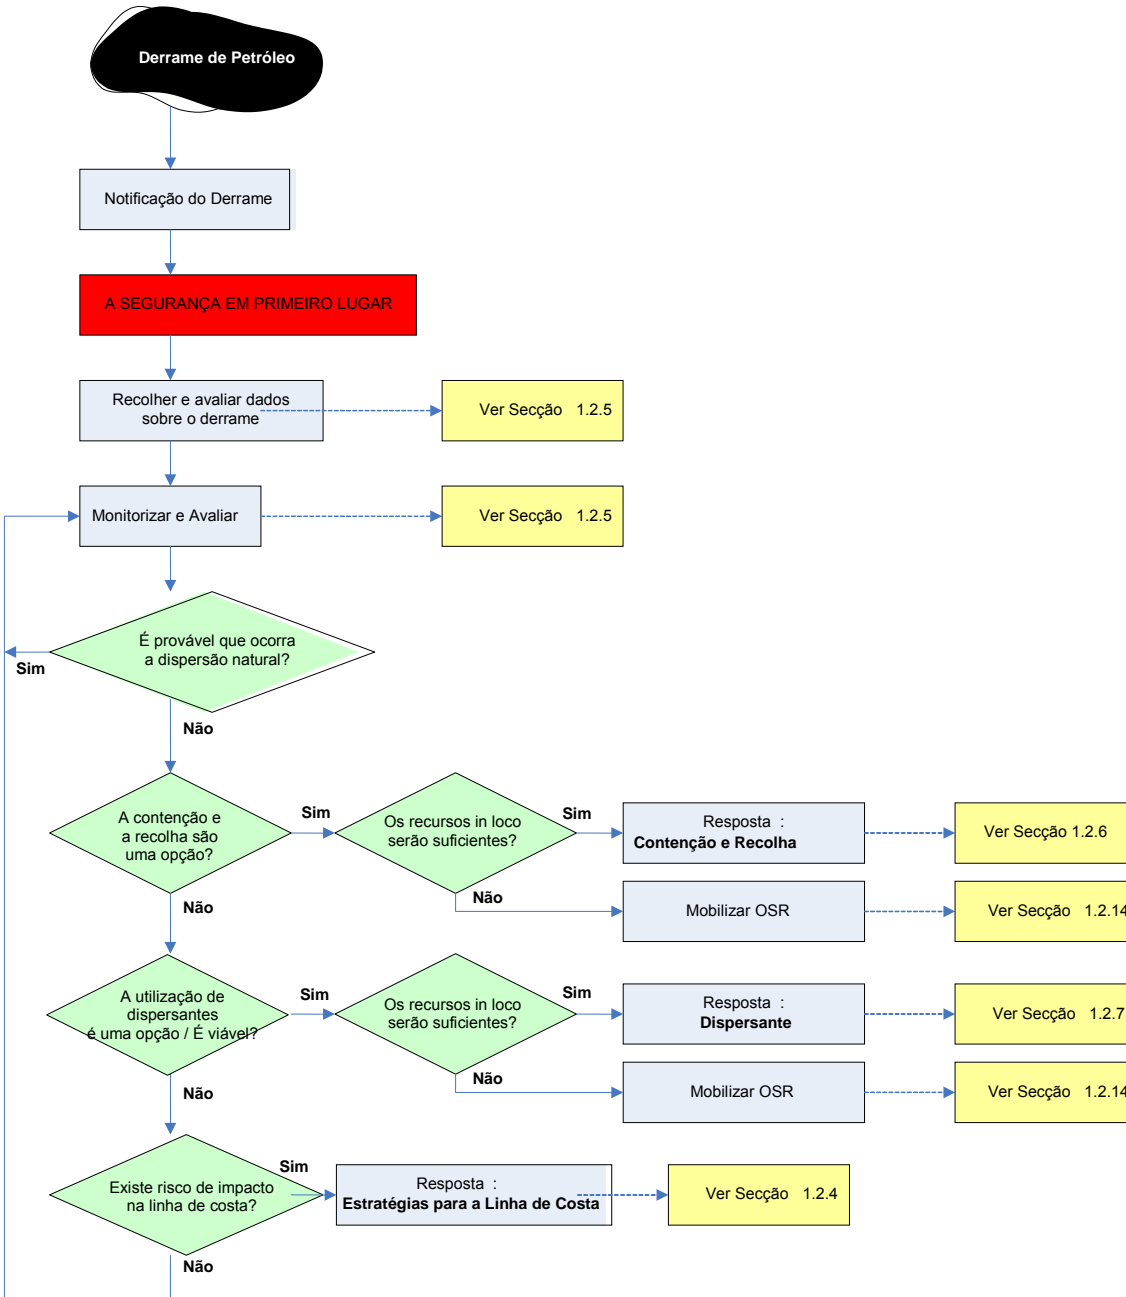 Derrame de Petróleo
Notificação do Derrame
A SEGURANÇA EM PRIMEIRO LUGAR
Recolher e avaliar dados
sobre o derrame
Ver Secção 1.2.5
Monitorizar e Avaliar
Ver Secção 1.2.5
É provável que ocorra
a dispersão natural?
Sim
Não
A contenção e
a recolha são
uma opção?
Sim
Os recursos in loco
serão suficientes?
Sim
Resposta :
Contenção e Recolha
Ver Secção 1.2.6
Não
Não
Mobilizar OSR
Ver Secção 1.2.14
A utilização de
dispersantes
é uma opção / É viável?
Sim
Os recursos in loco
serão suficientes?
Sim
Resposta :
Dispersante
Ver Secção 1.2.7
Não
Não
Mobilizar OSR
Ver Secção 1.2.14
Existe risco de impacto
na linha de costa?
Sim
Resposta :
Estratégias para a Linha de Costa
Ver Secção 1.2.4
Não